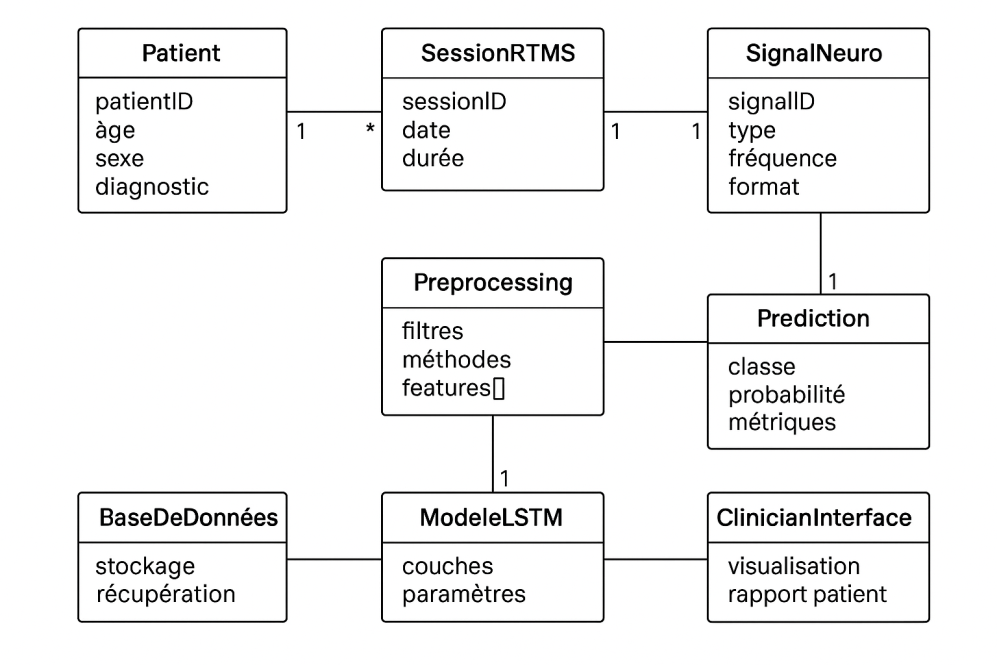 Patient
patientID
àge
sexe
diagnostic
1
*
SessionRTMS
sessionID
date
durée
1
1
SignalNeuro
signalID
type
fréquence
format
1
Preprocessing
filtres
méthodes
features[]
Prediction
classe
probabilité
métriques
1
BaseDeDonnées
stockage
récupération
ModeleLSTM
couches
paramètres
ClinicianInterface
visualisation
rapport patient